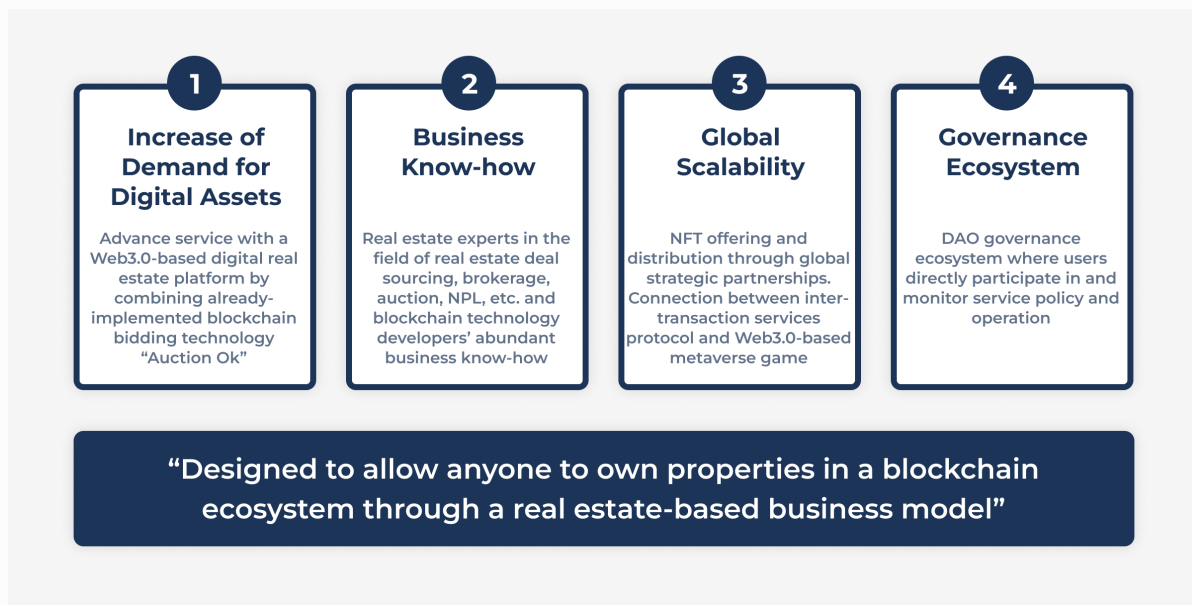 1
Increase of
Demand for
Digital Assets
Advance service with a
Web3.0-based digital real
estate platform by
combining already-
implemented blockchain
bidding technology
“Auction Ok”
2
Business
Know-how
Real estate experts in the
field of real estate deal
sourcing, brokerage,
auction, NPL, etc. and
blockchain technology
developers’ abundant
business know-how
3
Global
Scalability
NFT offering and
distribution through global
strategic partnerships.
Connection between inter-
transaction services
protocol and Web3.0-based
metaverse game
4
Governance
Ecosystem
DAO governance
ecosystem where users
directly participate in and
monitor service policy and
operation
“Designed to allow anyone to own properties in a blockchain
ecosystem through a real estate-based business model”